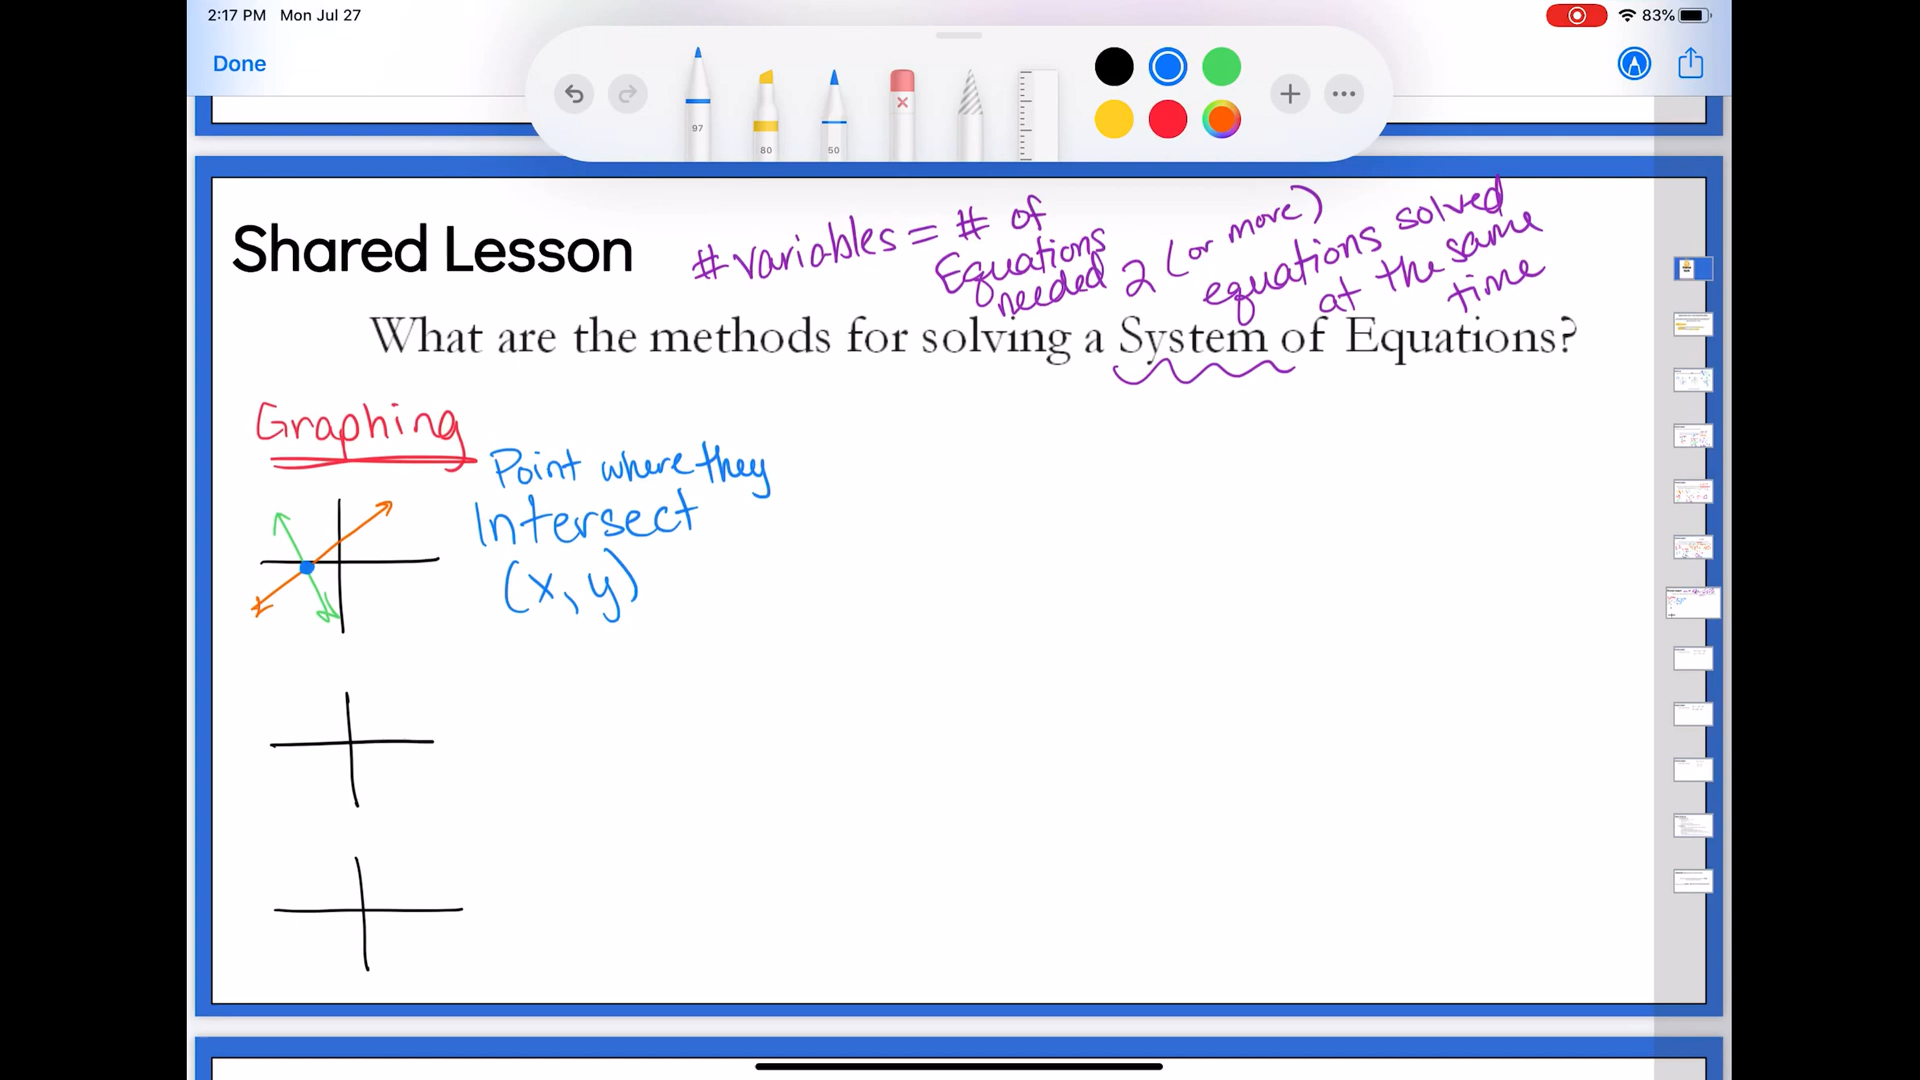 2:17 PM Mon Jul 27
83%
Done
97
80
50
Shared Lesson
#variables = # of
Equations
needed
2 (or more)
equations solved
at the same
time
What are the methods for solving a System of Equations?
Graphing
Point where they
Intersect
(x, y)